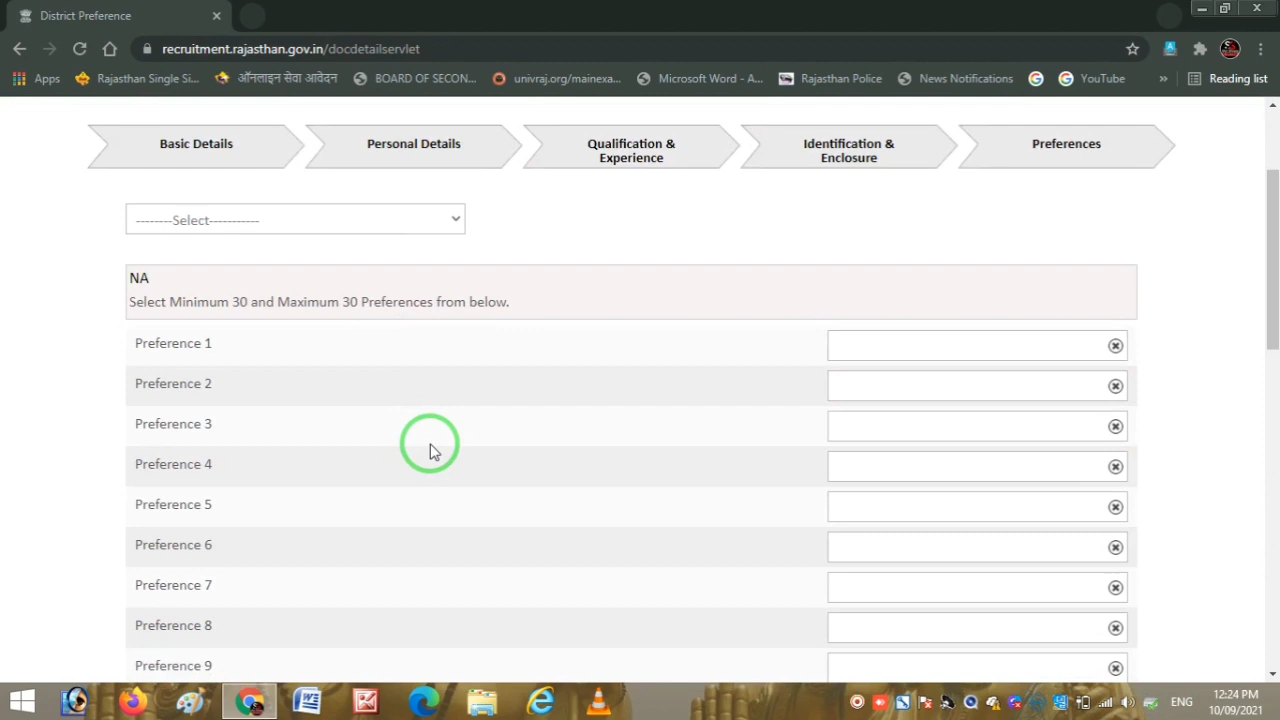 District Preference
recruitment.rajasthan.gov.in/docdetailservlet
Apps
Rajasthan Single Si...
ऑनलाइन सेवा आवेदन
BOARD OF SECON...
univraj.org/mainexa...
Microsoft Word - A...
Rajasthan Police
News Notifications
YouTube
»
Reading list
Basic Details
Personal Details
Qualification &
Experience
Identification &
Enclosure
Preferences
--------Select-----------
NA
Select Minimum 30 and Maximum 30 Preferences from below.
Preference 1
Preference 2
Preference 3
Preference 4
Preference 5
Preference 6
Preference 7
Preference 8
Preference 9
ENG
12:24 PM
10/09/2021